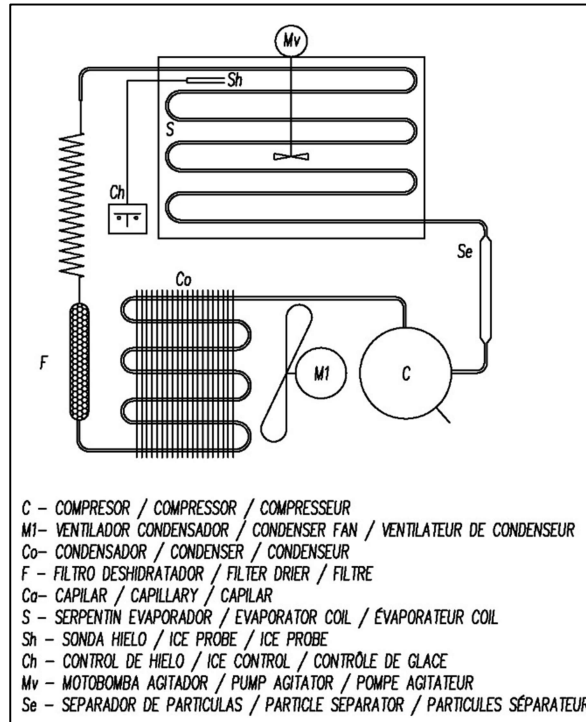 Mv
Sh
S
Ch
Se
Co
F
M1
C
C - COMPRESOR / COMPRESSOR / COMPRESSEUR
M1- VENTILADOR CONDENSADOR / CONDENSER FAN / VENTILATEUR DE CONDENSEUR
Co- CONDENSADOR / CONDENSER / CONDENSEUR
F - FILTRO DESHIDRATADOR / FILTER DRIER / FILTRE
Ca- CAPILAR / CAPILLARY / CAPILAR
S - SERPENTIN EVAPORADOR / EVAPORATOR COIL / ÉVAPORATEUR COIL
Sh - SONDA HIELO / ICE PROBE / ICE PROBE
Ch - CONTROL DE HIELO / ICE CONTROL / CONTRÔLE DE GLACE
Mv - MOTOBOMBA AGITADOR / PUMP AGITATOR / POMPE AGITATEUR
Se - SEPARADOR DE PARTICULAS / PARTICLE SEPARATOR / PARTICULES SÉPARATEUR